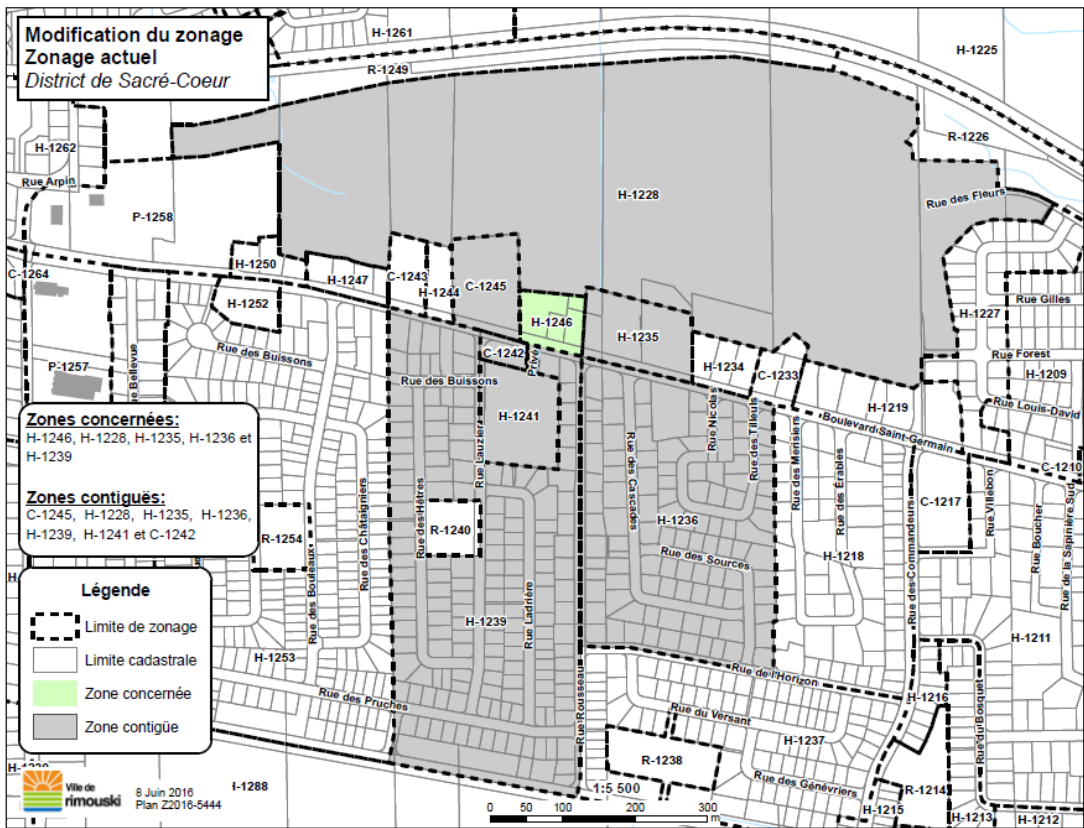 Modification du zonage
Zonage actuel
District de Sacré-Coeur
H-1261
R-1249
H-1225
R-1226
H-1262
Rue Arpin
P-1258
H-1228
Rue des Fleurs
C-1264
H-1250
H-1247
C-1243
H-1244
C-1245
H-1252
H-1246
H-1235
H-1227
Rue Gilles
Rue Forest
H-1209
Rue Louis-David
P-1257
Rue Bellevue
Rue des Buissons
Rue des Buissons
C-1242
Privé
H-1241
H-1234
C-1233
H-1219
Boulevard Saint-Germain
C-1210
Zones concernées:
H-1246, H-1228, H-1235, H-1236 et
H-1239
Zones contiguës:
C-1245, H-1228, H-1235, H-1236,
H-1239, H-1241 et C-1242
Rue Lauzier
Rue des Cascades
Rue Nicolas
Rue des Tilleuls
Rue des Merisiers
Rue des Érables
Rue des Commandeurs
C-1217
Rue Villebon
Rue Boucher
Rue de la Sapinière Sud
R-1254
Rue des Bouleaux
Rue des Châtaigniers
Rue des Hêtres
R-1240
H-1236
Rue des Sources
H-1218
H-1239
Rue Ladrière
Rue Rousseau
H-1211
H-1253
Rue des Pruches
Rue de l'Horizon
H-1216
Rue du Bosquet
Rue du Versant
H-1237
R-1238
Rue des Génévriers
R-1214
H-1215
H-1213
H-1212
Légende
Limite de zonage
Limite cadastrale
Zone concernée
Zone contigüe
H-1288
Ville de
rimouski
8 Juin 2016
Plan Z2016-5444
1:5 500
0 50 100 200 300
m